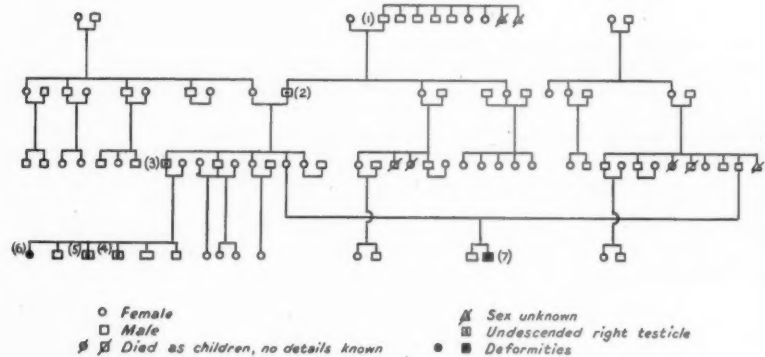 (1)
(2)
(3)
(6) (5) (4) (7)
Female Sex unknown
Male Undescended right testicle
Died as children, no details known Deformities